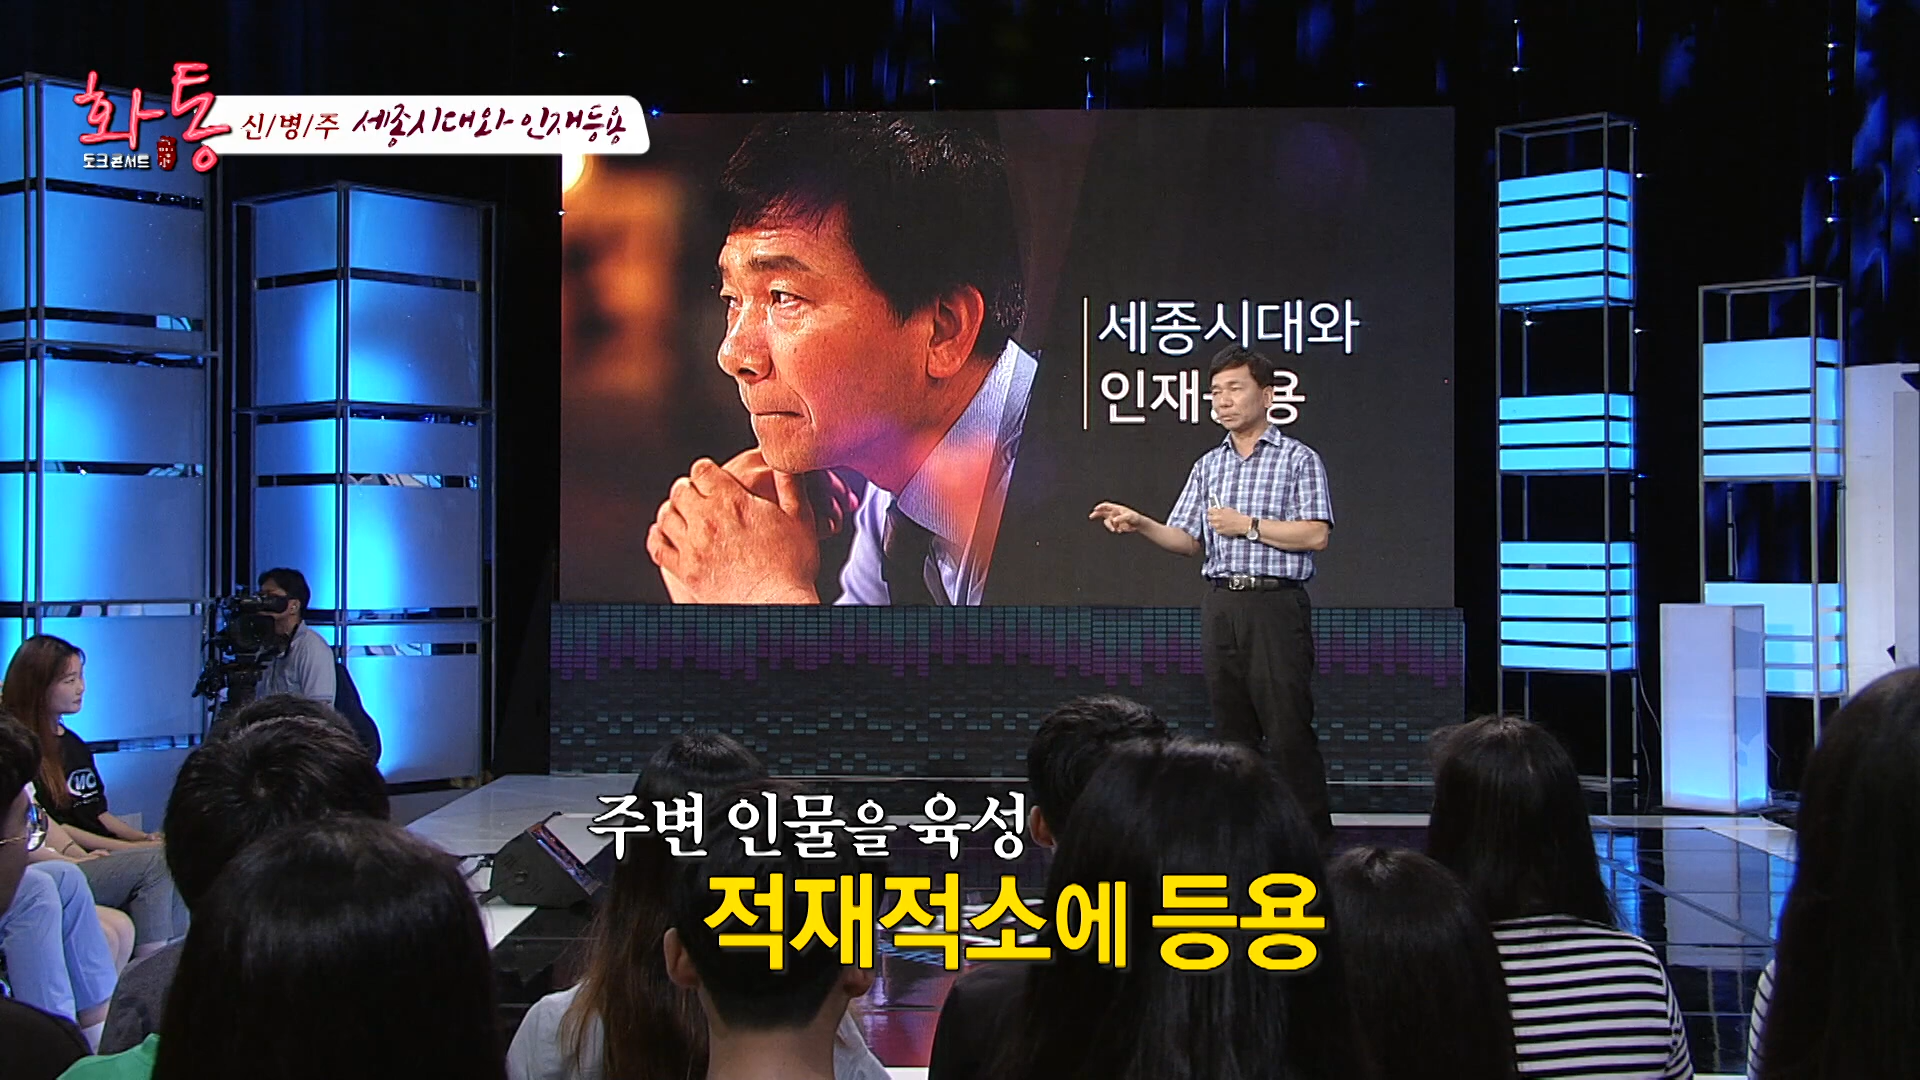 화통
토크콘서트
신/병/주 세종시대와 인재등용
세종시대와
인재 용
주변 인물을 육성
적재적소에 등용